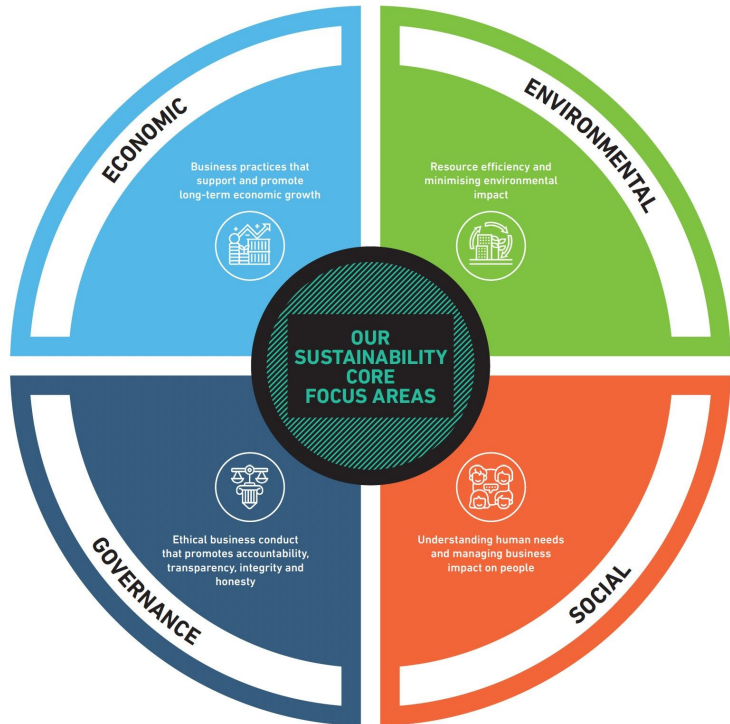 ECONOMIC
Business practices that
support and promote
long-term economic growth
ENVIRONMENTAL
Resource efficiency and
minimising environmental
impact
OUR
SUSTAINABILITY
CORE
FOCUS AREAS
GOVERNANCE
Ethical business conduct
that promotes accountability,
transparency, integrity and
honesty
SOCIAL
Understanding human needs
and managing business
impact on people